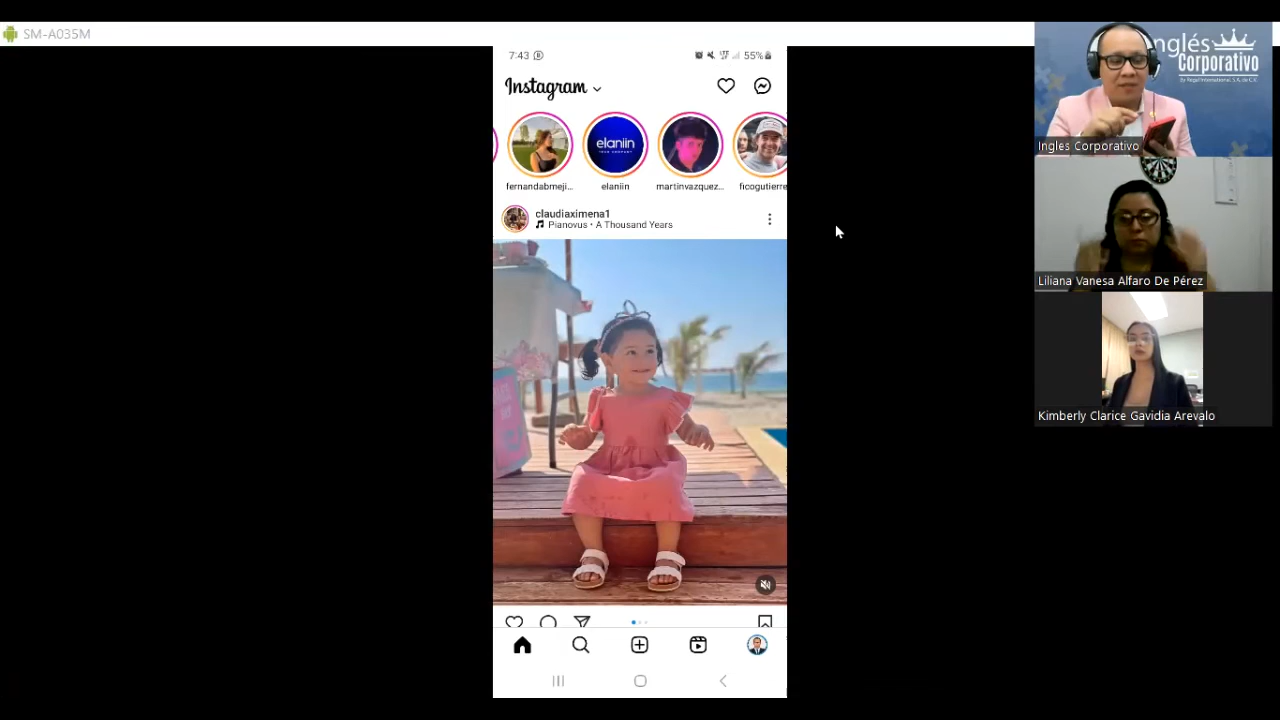 SM-A035M
7:43
55%
Instagram
fernandabmeji...
elaniin
elaniin
martinvazquez...
ficogutierre
claudiaximena1
Pianovus • A Thousand Years
Inglés
Corporativo
Ingles Corporativo
Liliana Vanesa Alfaro De Pérez
Kimberly Clarice Gavidia Arevalo